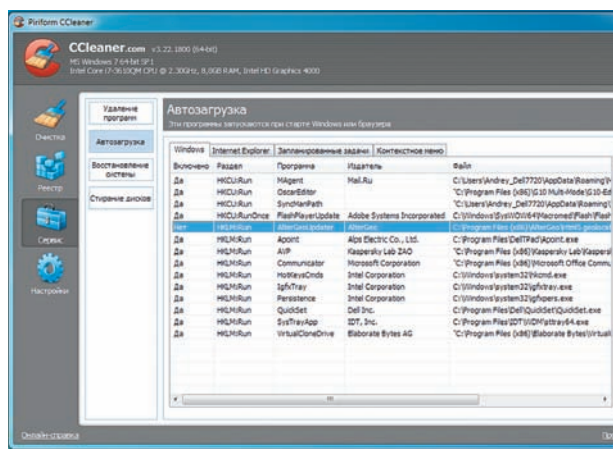 Piriform CCleaner
CCleaner.com v3.22.1800 (64-bit)
MS Windows 7 64-bit SP1
Intel Core i7-3610QM CPU @ 2.30GHz, 8,0GB RAM, Intel HD Graphics 4000
Очистка
Реестр
Сервис
Настройки
Удаление программ
Автозагрузка
Восстановление системы
Стирание дисков
Автозагрузка
Эти программы запускаются при старте Windows или браузера
Windows Internet Explorer Запланированные задачи Контекстное меню
Включено Раздел Программа Издатель Файл
Да HKCU:Run MAgent Mail.Ru C:\Users\Andrey_Dell7720\AppData\Roaming\
Да HKCU:Run OscarEditor "C:\Program Files (x86)\G10 Multi-Mode\G10-Ed
Да HKCU:Run SyncManPath "C:\Users\Andrey_Dell7720\AppData\Roaming\
Да HKCU:RunOnce FlashPlayerUpdate Adobe Systems Incorporated C:\Windows\SysWOW64\Macromed\Flash\Flash
Нет HKLM:Run AlterGeoUpdater AlterGeo C:\Program Files (x86)\AlterGeo\html5 geolocat
Да HKLM:Run Apoint Alps Electric Co., Ltd. C:\Program Files\DellTPad\Apoint.exe
Да HKLM:Run AVP Kaspersky Lab ZAO "C:\Program Files (x86)\Kaspersky Lab\Kaspersl
Да HKLM:Run Communicator Microsoft Corporation "C:\Program Files (x86)\Microsoft Office Commu
Да HKLM:Run HotKeysCmds Intel Corporation C:\Windows\system32\hkcmd.exe
Да HKLM:Run IgfxTray Intel Corporation C:\Windows\system32\igfxtray.exe
Да HKLM:Run Persistence Intel Corporation C:\Windows\system32\igfxpers.exe
Да HKLM:Run QuickSet Dell Inc. C:\Program Files\Dell\QuickSet\QuickSet.exe
Да HKLM:Run SysTrayApp IDT, Inc. C:\Program Files\IDT\WDM\sttray64.exe
Да HKLM:Run VirtualCloneDrive Elaborate Bytes AG "C:\Program Files (x86)\Elaborate Bytes\Virtual
Онлайн-справка